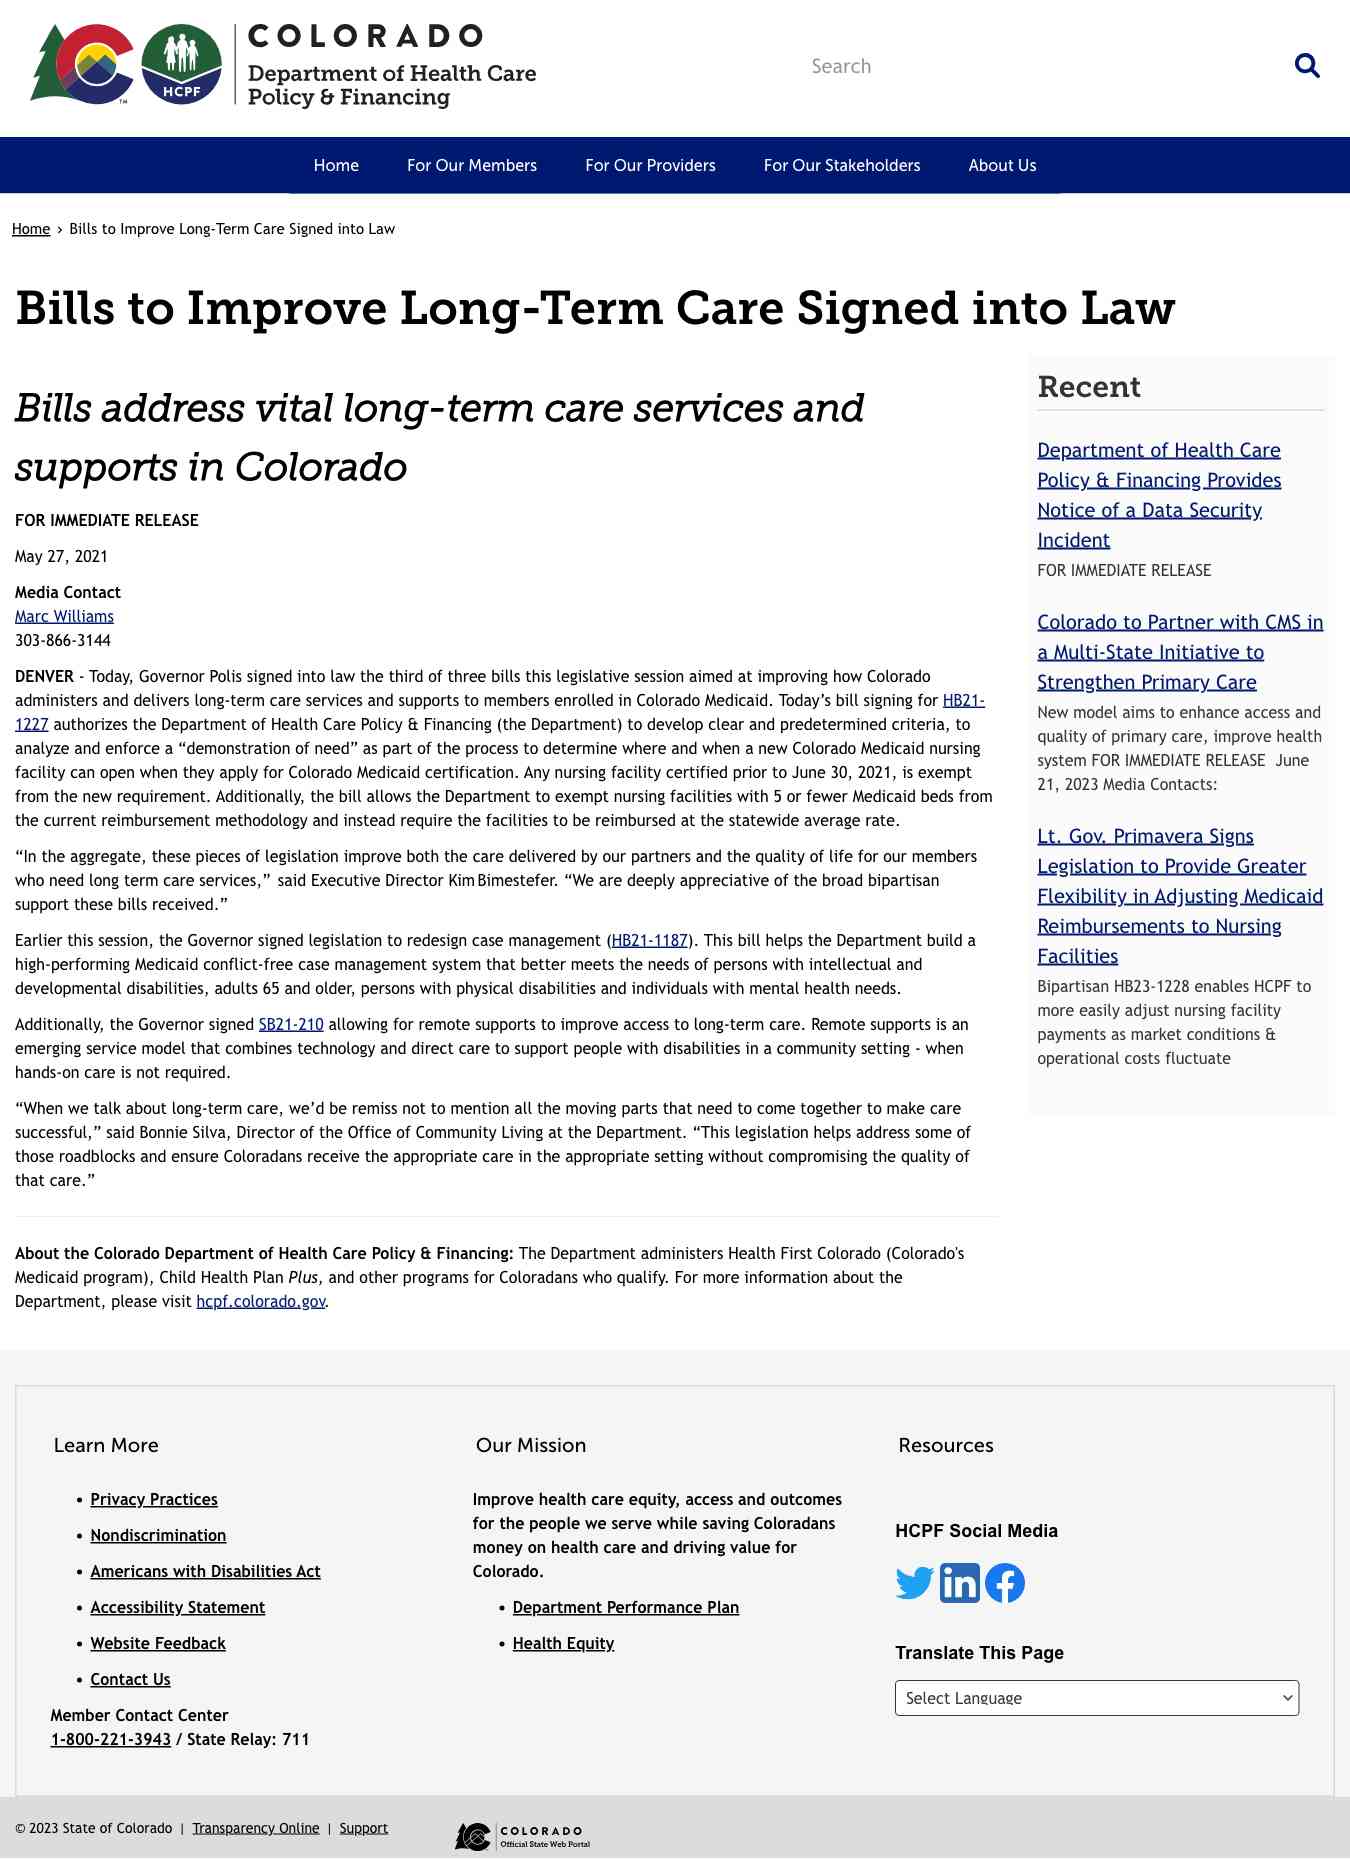 COLORADO
Department of Health Care
Policy & Financing
HCPF
TM
Search
Home
For Our Members
For Our Providers
For Our Stakeholders
About Us
Home › Bills to Improve Long-Term Care Signed into Law
Bills to Improve Long-Term Care Signed into Law
Bills address vital long-term care services and
supports in Colorado
FOR IMMEDIATE RELEASE
May 27, 2021
Media Contact
Marc Williams
303-866-3144
DENVER - Today, Governor Polis signed into law the third of three bills this legislative session aimed at improving how Colorado
administers and delivers long-term care services and supports to members enrolled in Colorado Medicaid. Today’s bill signing for HB21-
1227 authorizes the Department of Health Care Policy & Financing (the Department) to develop clear and predetermined criteria, to
analyze and enforce a “demonstration of need” as part of the process to determine where and when a new Colorado Medicaid nursing
facility can open when they apply for Colorado Medicaid certification. Any nursing facility certified prior to June 30, 2021, is exempt
from the new requirement. Additionally, the bill allows the Department to exempt nursing facilities with 5 or fewer Medicaid beds from
the current reimbursement methodology and instead require the facilities to be reimbursed at the statewide average rate.
“In the aggregate, these pieces of legislation improve both the care delivered by our partners and the quality of life for our members
who need long term care services,” said Executive Director Kim Bimestefer. “We are deeply appreciative of the broad bipartisan
support these bills received.”
Earlier this session, the Governor signed legislation to redesign case management (HB21-1187). This bill helps the Department build a
high-performing Medicaid conflict-free case management system that better meets the needs of persons with intellectual and
developmental disabilities, adults 65 and older, persons with physical disabilities and individuals with mental health needs.
Additionally, the Governor signed SB21-210 allowing for remote supports to improve access to long-term care. Remote supports is an
emerging service model that combines technology and direct care to support people with disabilities in a community setting - when
hands-on care is not required.
“When we talk about long-term care, we’d be remiss not to mention all the moving parts that need to come together to make care
successful,” said Bonnie Silva, Director of the Office of Community Living at the Department. “This legislation helps address some of
those roadblocks and ensure Coloradans receive the appropriate care in the appropriate setting without compromising the quality of
that care.”
About the Colorado Department of Health Care Policy & Financing: The Department administers Health First Colorado (Colorado's
Medicaid program), Child Health Plan Plus, and other programs for Coloradans who qualify. For more information about the
Department, please visit hcpf.colorado.gov.
Recent
Department of Health Care
Policy & Financing Provides
Notice of a Data Security
Incident
FOR IMMEDIATE RELEASE
Colorado to Partner with CMS in
a Multi-State Initiative to
Strengthen Primary Care
New model aims to enhance access and
quality of primary care, improve health
system FOR IMMEDIATE RELEASE June
21, 2023 Media Contacts:
Lt. Gov. Primavera Signs
Legislation to Provide Greater
Flexibility in Adjusting Medicaid
Reimbursements to Nursing
Facilities
Bipartisan HB23-1228 enables HCPF to
more easily adjust nursing facility
payments as market conditions &
operational costs fluctuate
Learn More
• Privacy Practices
• Nondiscrimination
• Americans with Disabilities Act
• Accessibility Statement
• Website Feedback
• Contact Us
Member Contact Center
1-800-221-3943 / State Relay: 711
Our Mission
Improve health care equity, access and outcomes
for the people we serve while saving Coloradans
money on health care and driving value for
Colorado.
• Department Performance Plan
• Health Equity
Resources
HCPF Social Media
Translate This Page
Select Language
© 2023 State of Colorado | Transparency Online | Support
COLORADO
Official State Web Portal